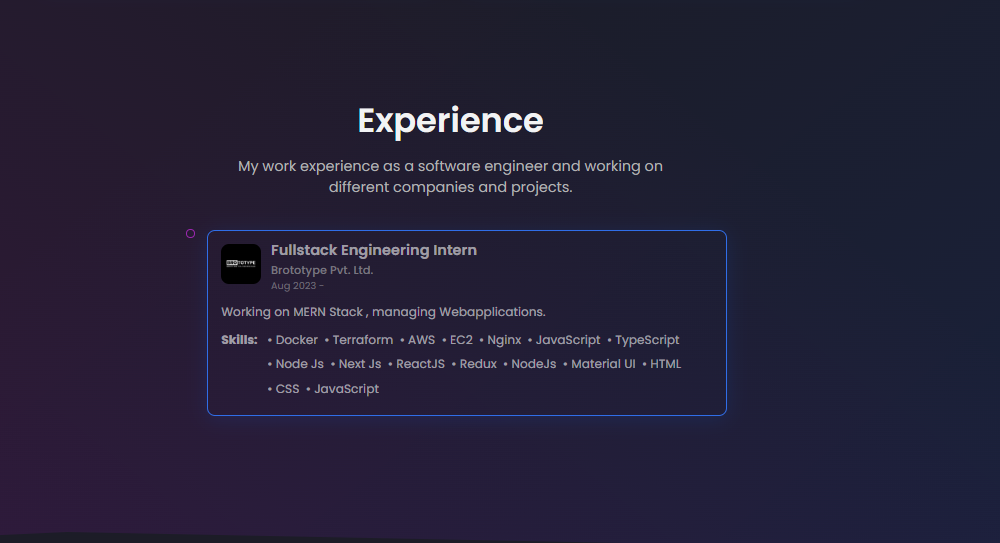 Experience
My work experience as a software engineer and working on
different companies and projects.
BROTOTYPE
Fullstack Engineering Intern
Brototype Pvt. Ltd.
Aug 2023 -
Working on MERN Stack , managing Webapplications.
Skills: • Docker • Terraform • AWS • EC2 • Nginx • JavaScript • TypeScript
• Node Js • Next Js • ReactJS • Redux • NodeJs • Material UI • HTML
• CSS • JavaScript